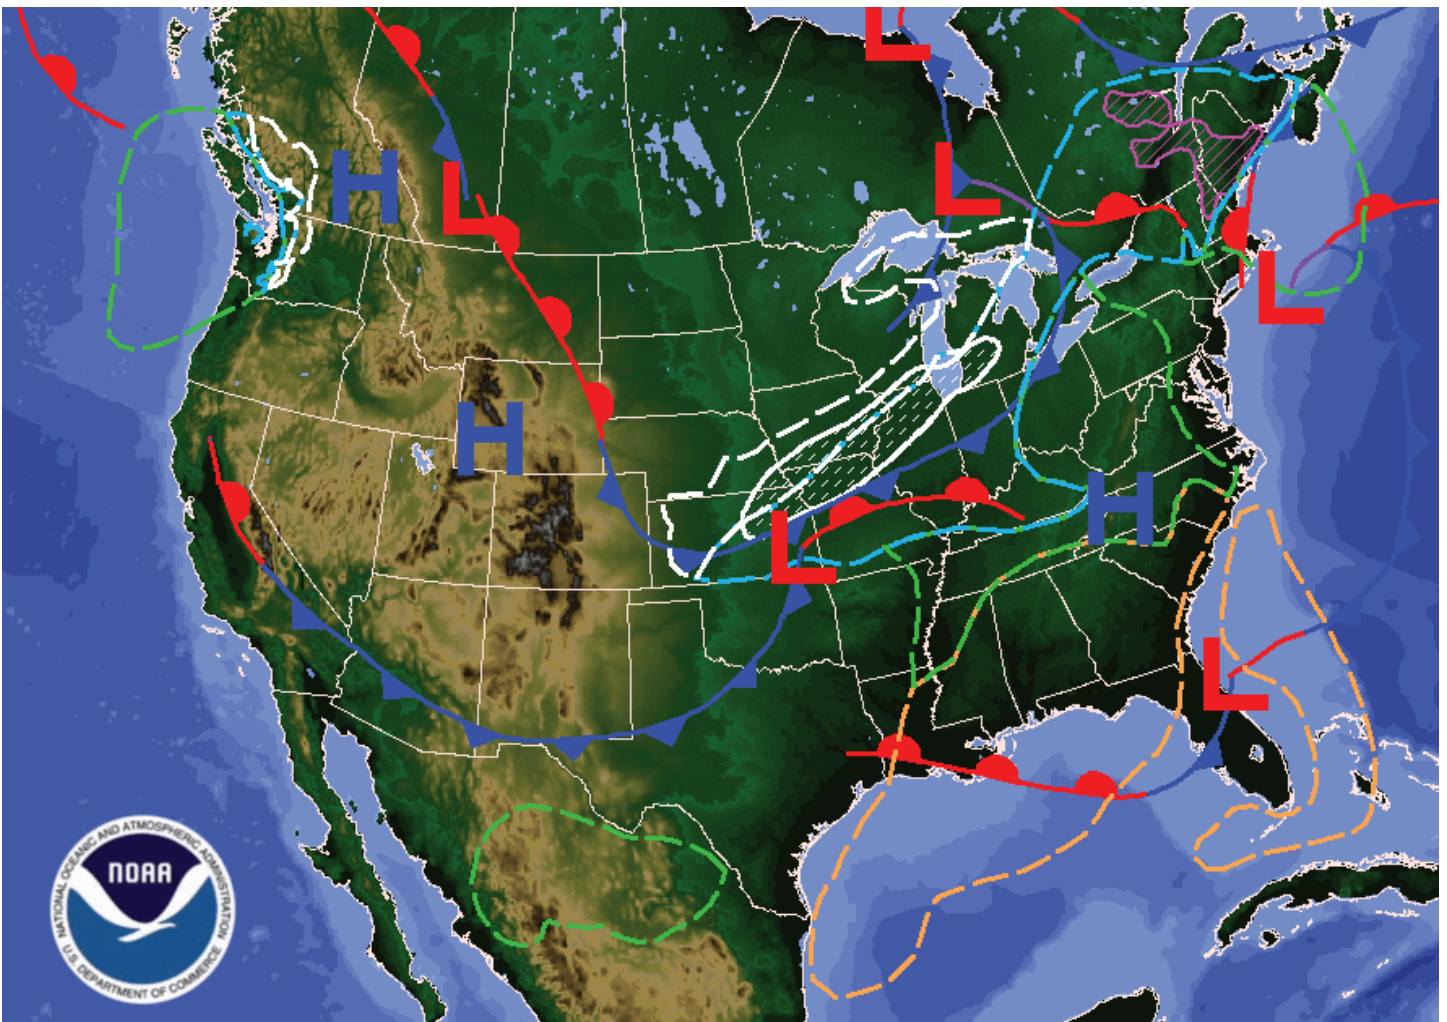 L
L
H
L
L
H
H
L
L
NATIONAL OCEANIC AND ATMOSPHERIC ADMINISTRATION
NOAA
U.S. DEPARTMENT OF COMMERCE